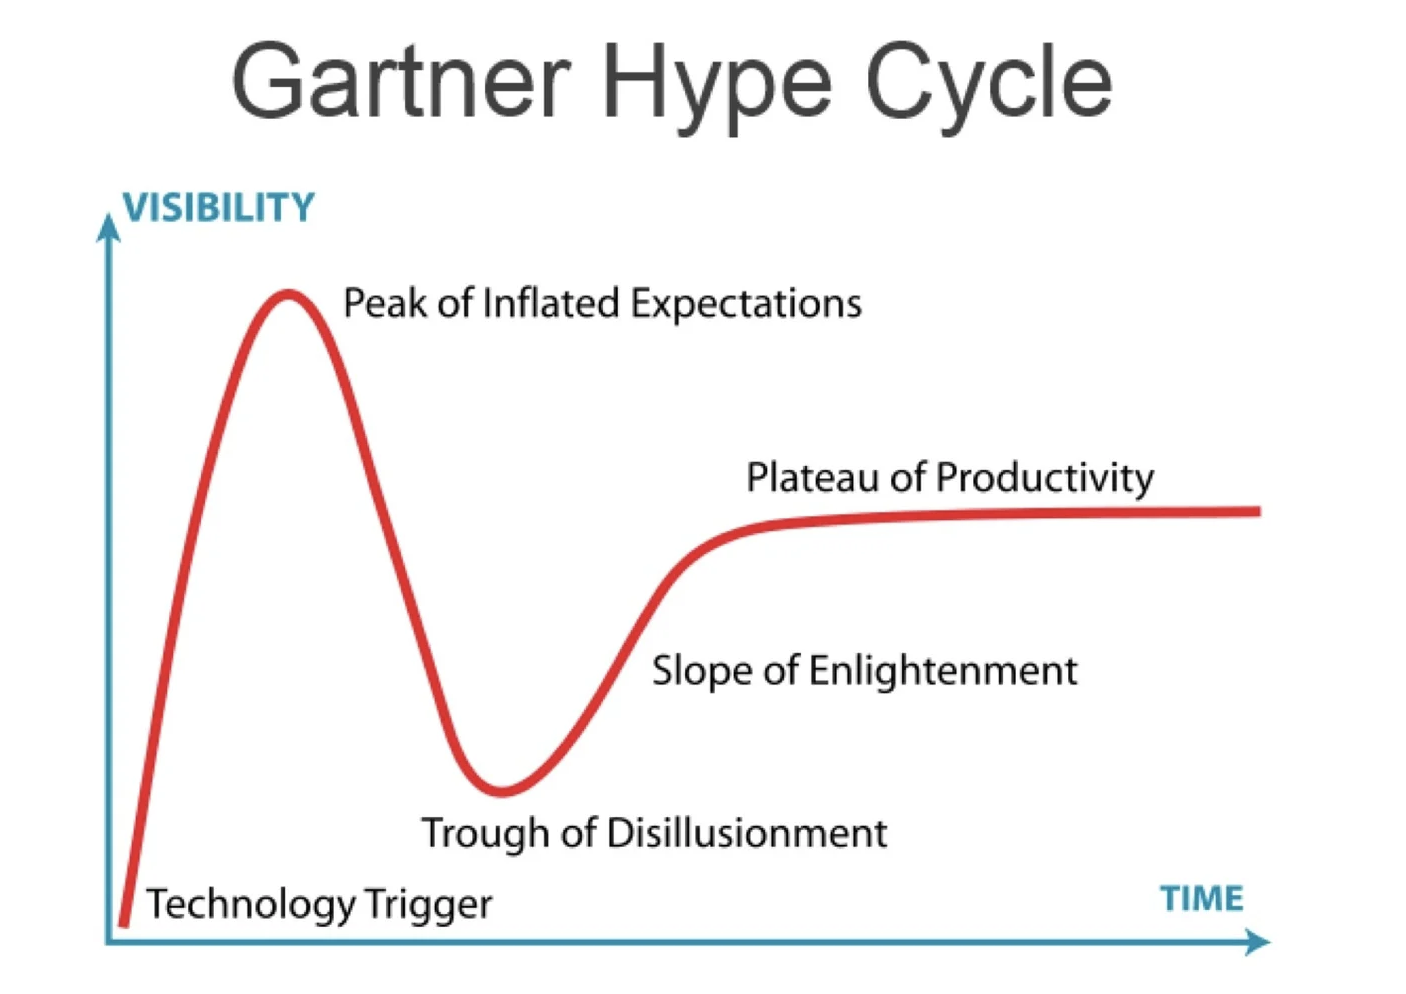 Gartner Hype Cycle
VISIBILITY
Peak of Inflated Expectations
Plateau of Productivity
Slope of Enlightenment
Trough of Disillusionment
Technology Trigger
TIME